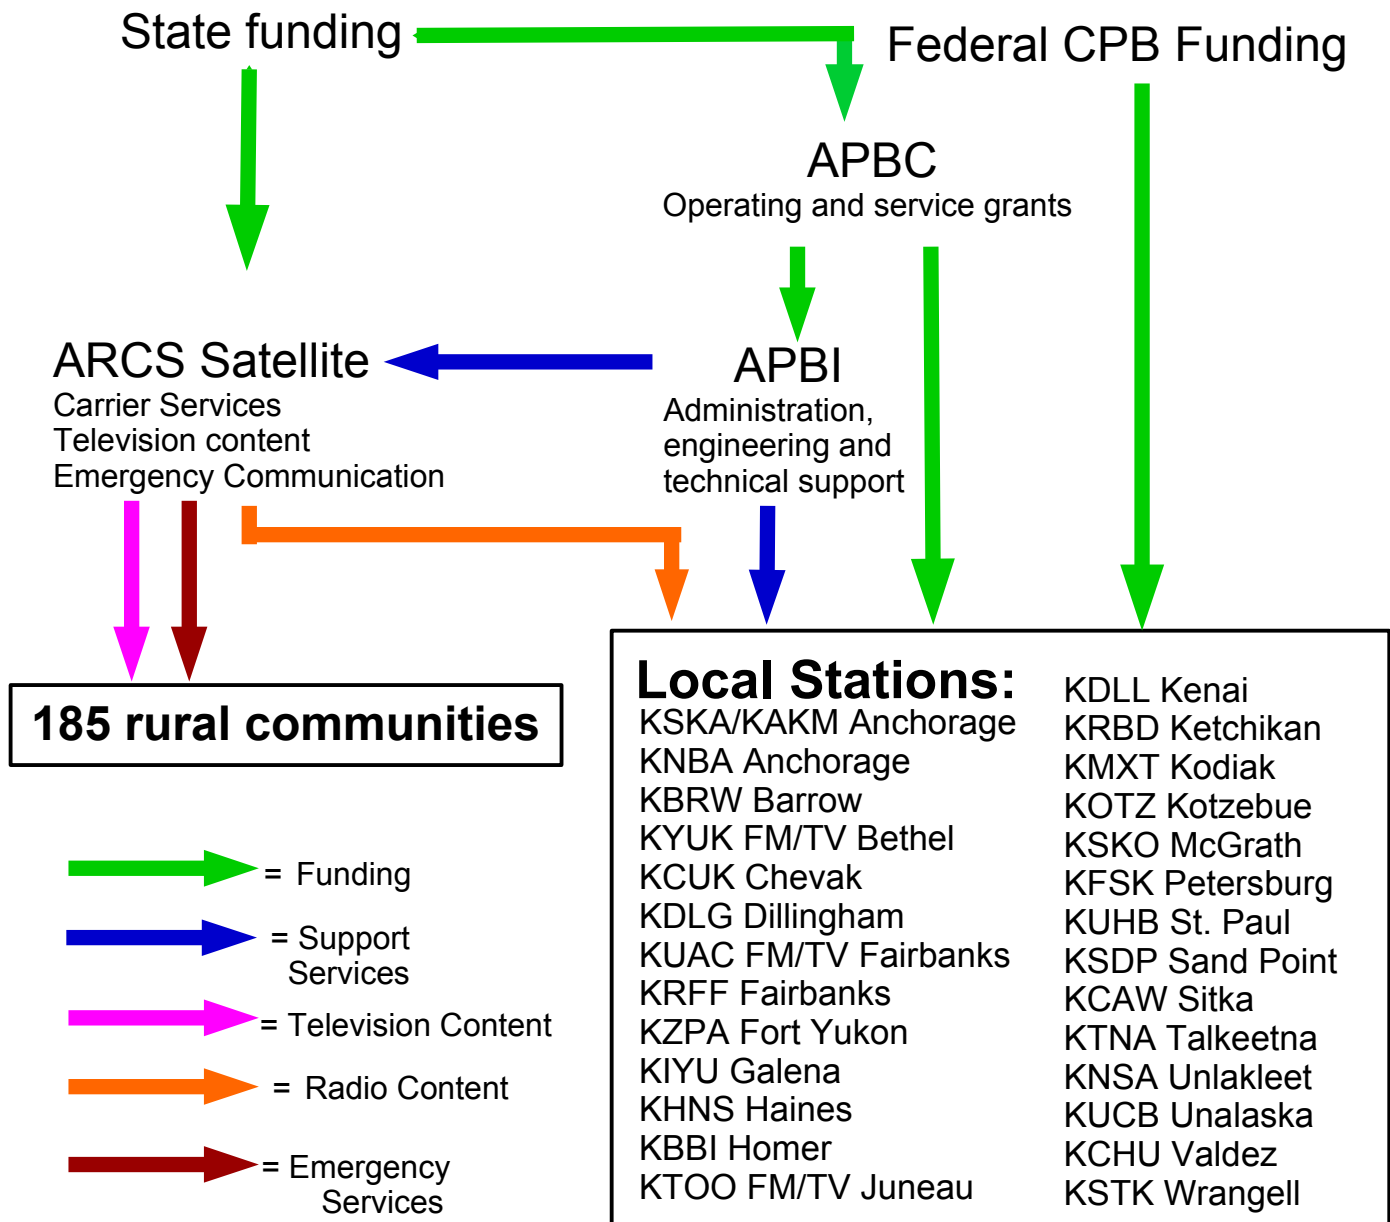 State funding
Federal CPB Funding
APBC
Operating and service grants
ARCS Satellite
Carrier Services
Television content
Emergency Communication
APBI
Administration,
engineering and
technical support
185 rural communities
= Funding
= Support
Services
= Television Content
= Radio Content
= Emergency
Services
Local Stations:
KSKA/KAKM Anchorage
KNBA Anchorage
KBRW Barrow
KYUK FM/TV Bethel
KCUK Chevak
KDLG Dillingham
KUAC FM/TV Fairbanks
KRFF Fairbanks
KZPA Fort Yukon
KIYU Galena
KHNS Haines
KBBI Homer
KTOO FM/TV Juneau
KDLL Kenai
KRBD Ketchikan
KMXT Kodiak
KOTZ Kotzebue
KSKO McGrath
KFSK Petersburg
KUHB St. Paul
KSDP Sand Point
KCAW Sitka
KTNA Talkeetna
KNSA Unlakleet
KUCB Unalaska
KCHU Valdez
KSTK Wrangell